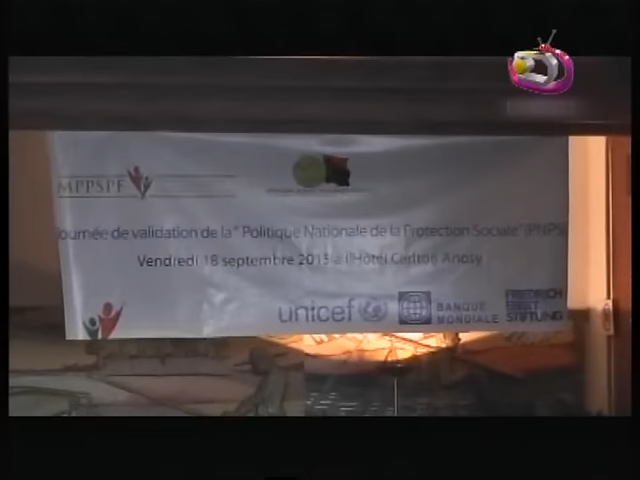 MPPSPF
Journée de validation de la " Politique Nationale de la Protection Sociale" (PNPS)
Vendredi 18 septembre 2015 à l'Hôtel Carlton Anosy
unicef
BANQUE
MONDIALE
FRIEDRICH
EBERT
STIFTUNG